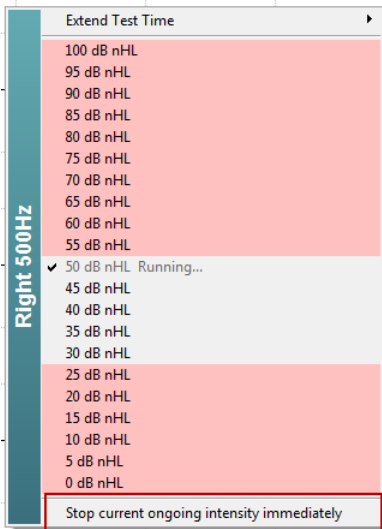 Extend Test Time
100 dB nHL
95 dB nHL
90 dB nHL
85 dB nHL
80 dB nHL
75 dB nHL
70 dB nHL
65 dB nHL
60 dB nHL
55 dB nHL
50 dB nHL Running...
45 dB nHL
40 dB nHL
35 dB nHL
30 dB nHL
25 dB nHL
20 dB nHL
15 dB nHL
10 dB nHL
5 dB nHL
0 dB nHL
Stop current ongoing intensity immediately
Right 500Hz